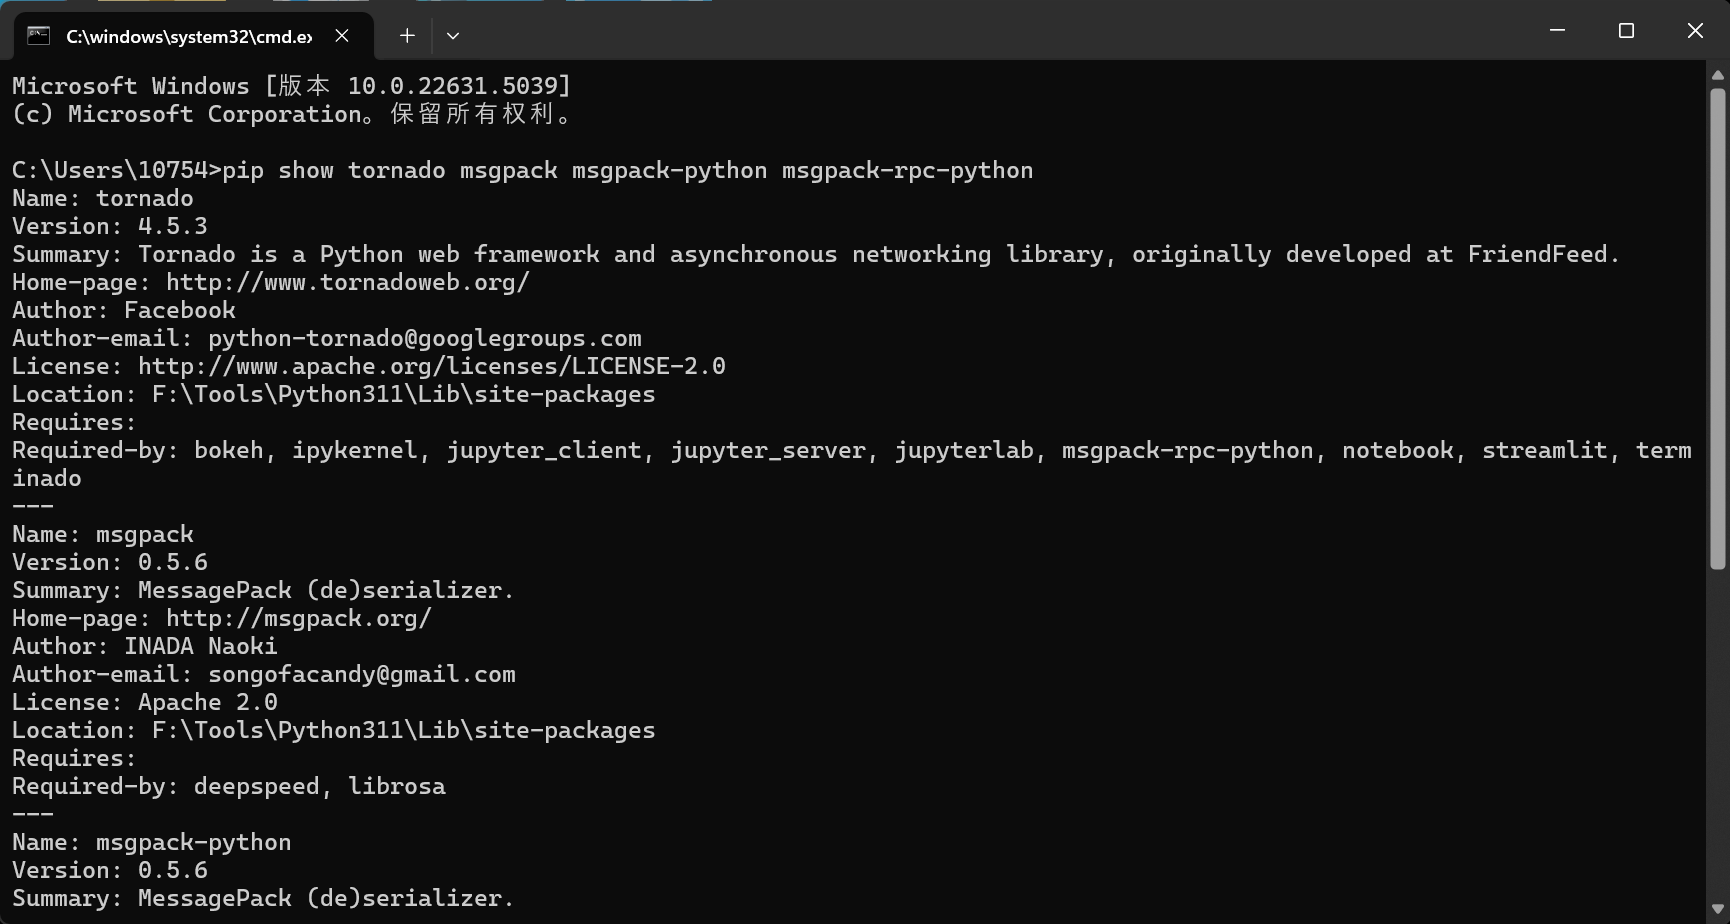 C:\windows\system32\cmd.ex
Microsoft Windows [版本 10.0.22631.5039]
(c) Microsoft Corporation。保留所有权利。
C:\Users\10754>pip show tornado msgpack msgpack-python msgpack-rpc-python
Name: tornado
Version: 4.5.3
Summary: Tornado is a Python web framework and asynchronous networking library, originally developed at FriendFeed.
Home-page: http://www.tornadoweb.org/
Author: Facebook
Author-email: python-tornado@googlegroups.com
License: http://www.apache.org/licenses/LICENSE-2.0
Location: F:\Tools\Python311\Lib\site-packages
Requires:
Required-by: bokeh, ipykernel, jupyter_client, jupyter_server, jupyterlab, msgpack-rpc-python, notebook, streamlit, term
inado
---
Name: msgpack
Version: 0.5.6
Summary: MessagePack (de)serializer.
Home-page: http://msgpack.org/
Author: INADA Naoki
Author-email: songofacandy@gmail.com
License: Apache 2.0
Location: F:\Tools\Python311\Lib\site-packages
Requires:
Required-by: deepspeed, librosa
---
Name: msgpack-python
Version: 0.5.6
Summary: MessagePack (de)serializer.